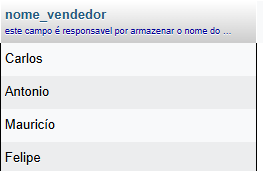 nome_vendedor
este campo é responsavel por armazenar o nome do ...
Carlos
Antonio
Mauricío
Felipe